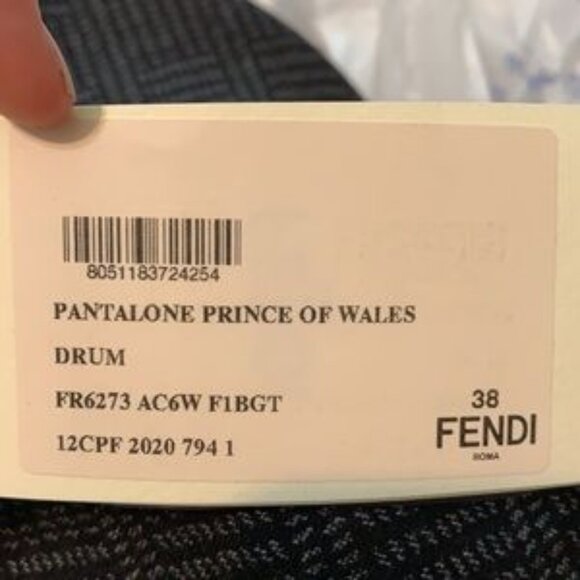 8051183724254
PANTALONE PRINCE OF WALES
DRUM
FR6273 AC6W F1BGT
12CPF 2020 794 1
38
FENDI
ROMA